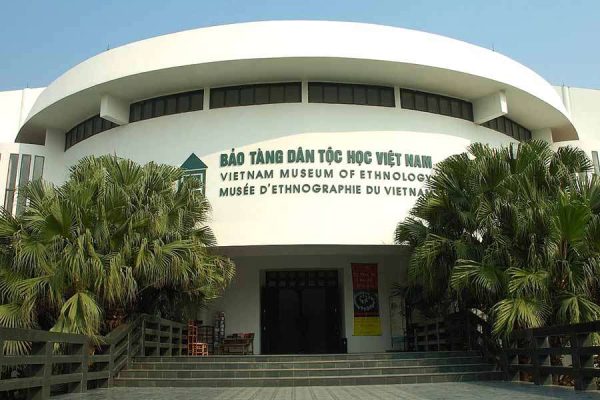 BẢO TÀNG DÂN TỘC HỌC VIỆT NAM
VIETNAM MUSEUM OF ETHNOLOGY
MUSÉE D'ETHNOGRAPHIE DU VIETNAM